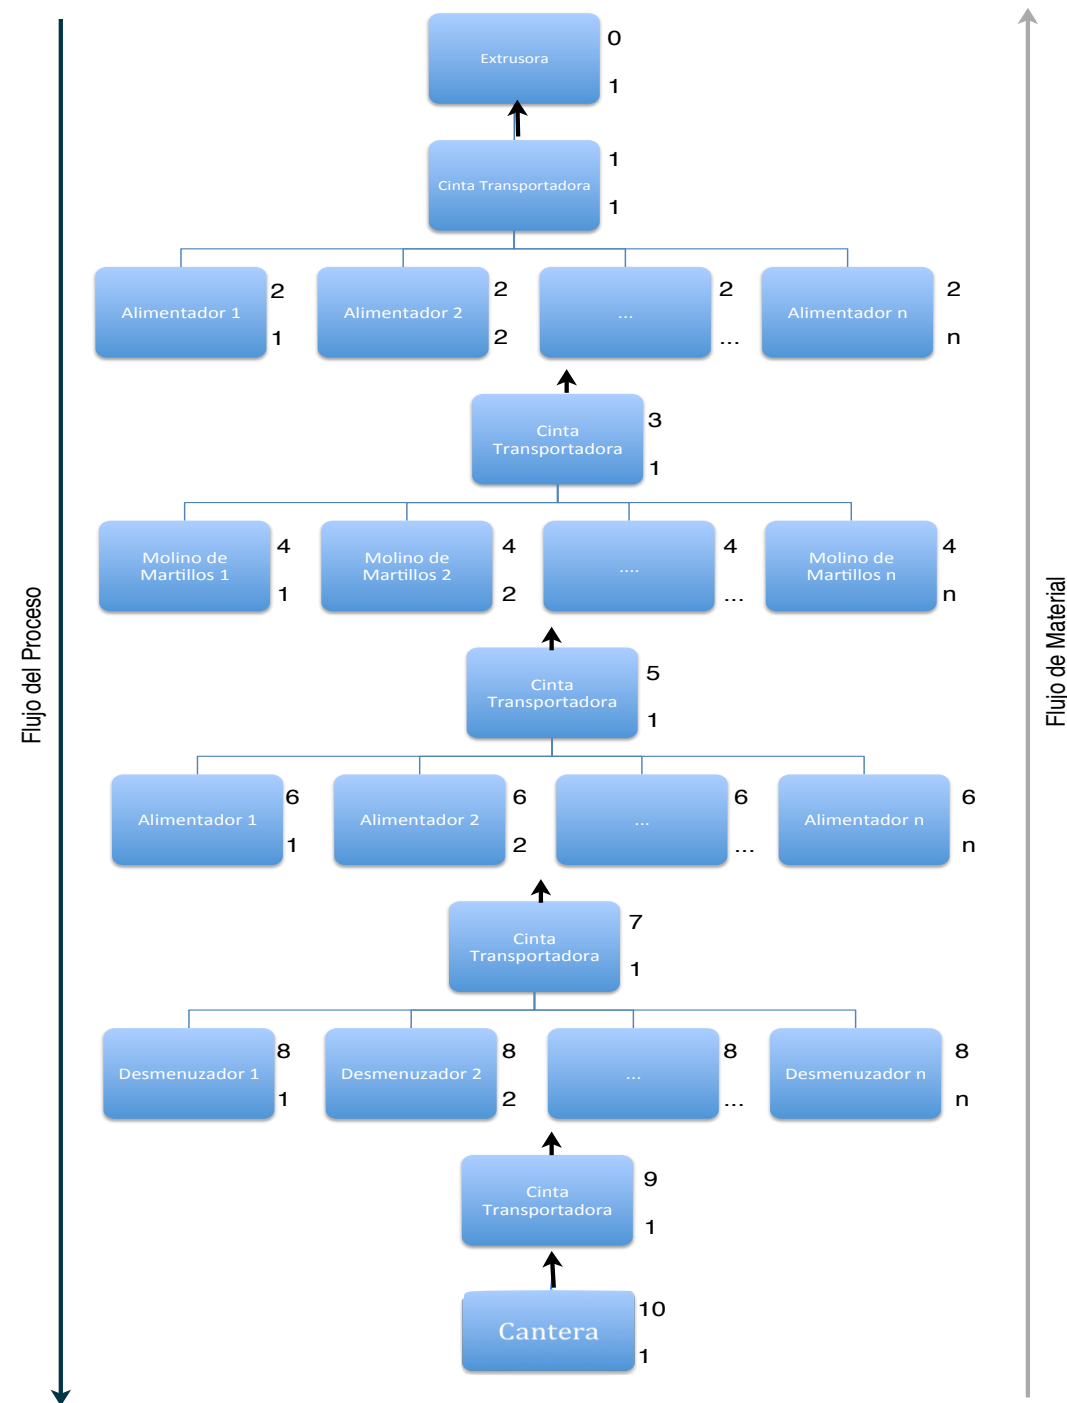 Extrusora
0
1
Cinta Transportadora
1
1
Alimentador 1
2
1
Alimentador 2
2
2
...
2
...
Alimentador n
2
n
Cinta
Transportadora
3
1
Molino de
Martillos 1
4
1
Molino de
Martillos 2
4
2
....
4
...
Molino de
Martillos n
4
n
Flujo del Proceso
Flujo de Material
Cinta
Transportadora
5
1
Alimentador 1
6
1
Alimentador 2
6
2
...
6
...
Alimentador n
6
n
Cinta
Transportadora
7
1
Desmenuzador 1
8
1
Desmenuzador 2
8
2
...
8
...
Desmenuzador n
8
n
Cinta
Transportadora
9
1
Cantera
10
1